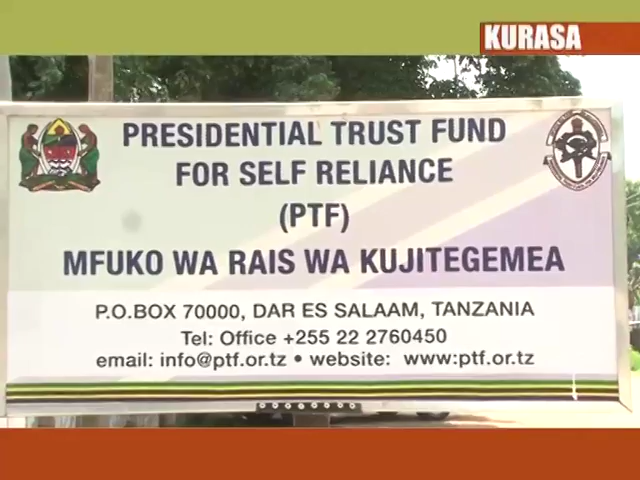 KURASA
PRESIDENTIAL TRUST FUND
FOR SELF RELIANCE
(PTF)
MFUKO WA RAIS WA KUJITEGEMEA
P.O.BOX 70000, DAR ES SALAAM, TANZANIA
Tel: Office +255 22 2760450
email: info@ptf.or.tz • website: www:ptf.or.tz